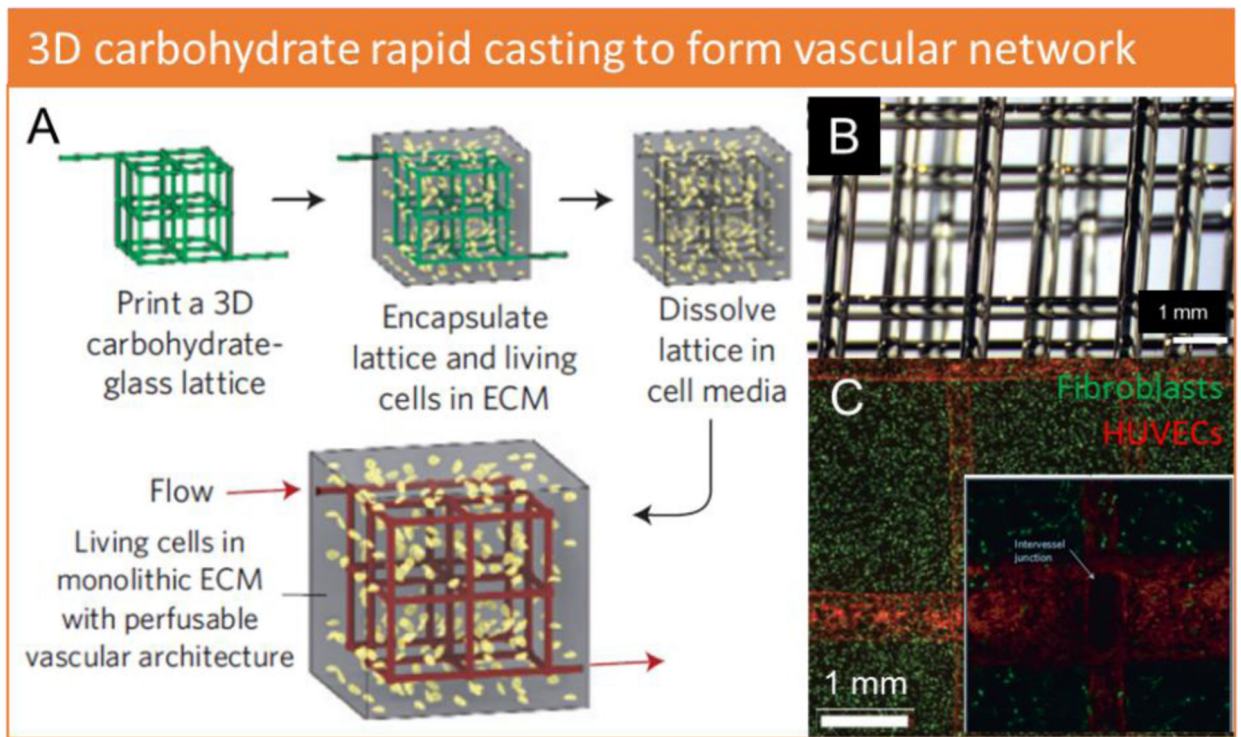 3D carbohydrate rapid casting to form vascular network
A
Print a 3D
carbohydrate-
glass lattice
Encapsulate
lattice and living
cells in ECM
Dissolve
lattice in
cell media
Flow
Living cells in
monolithic ECM
with perfusable
vascular architecture
B
1 mm
C
Fibroblasts
HUVECs
Intervessel
junction
1 mm